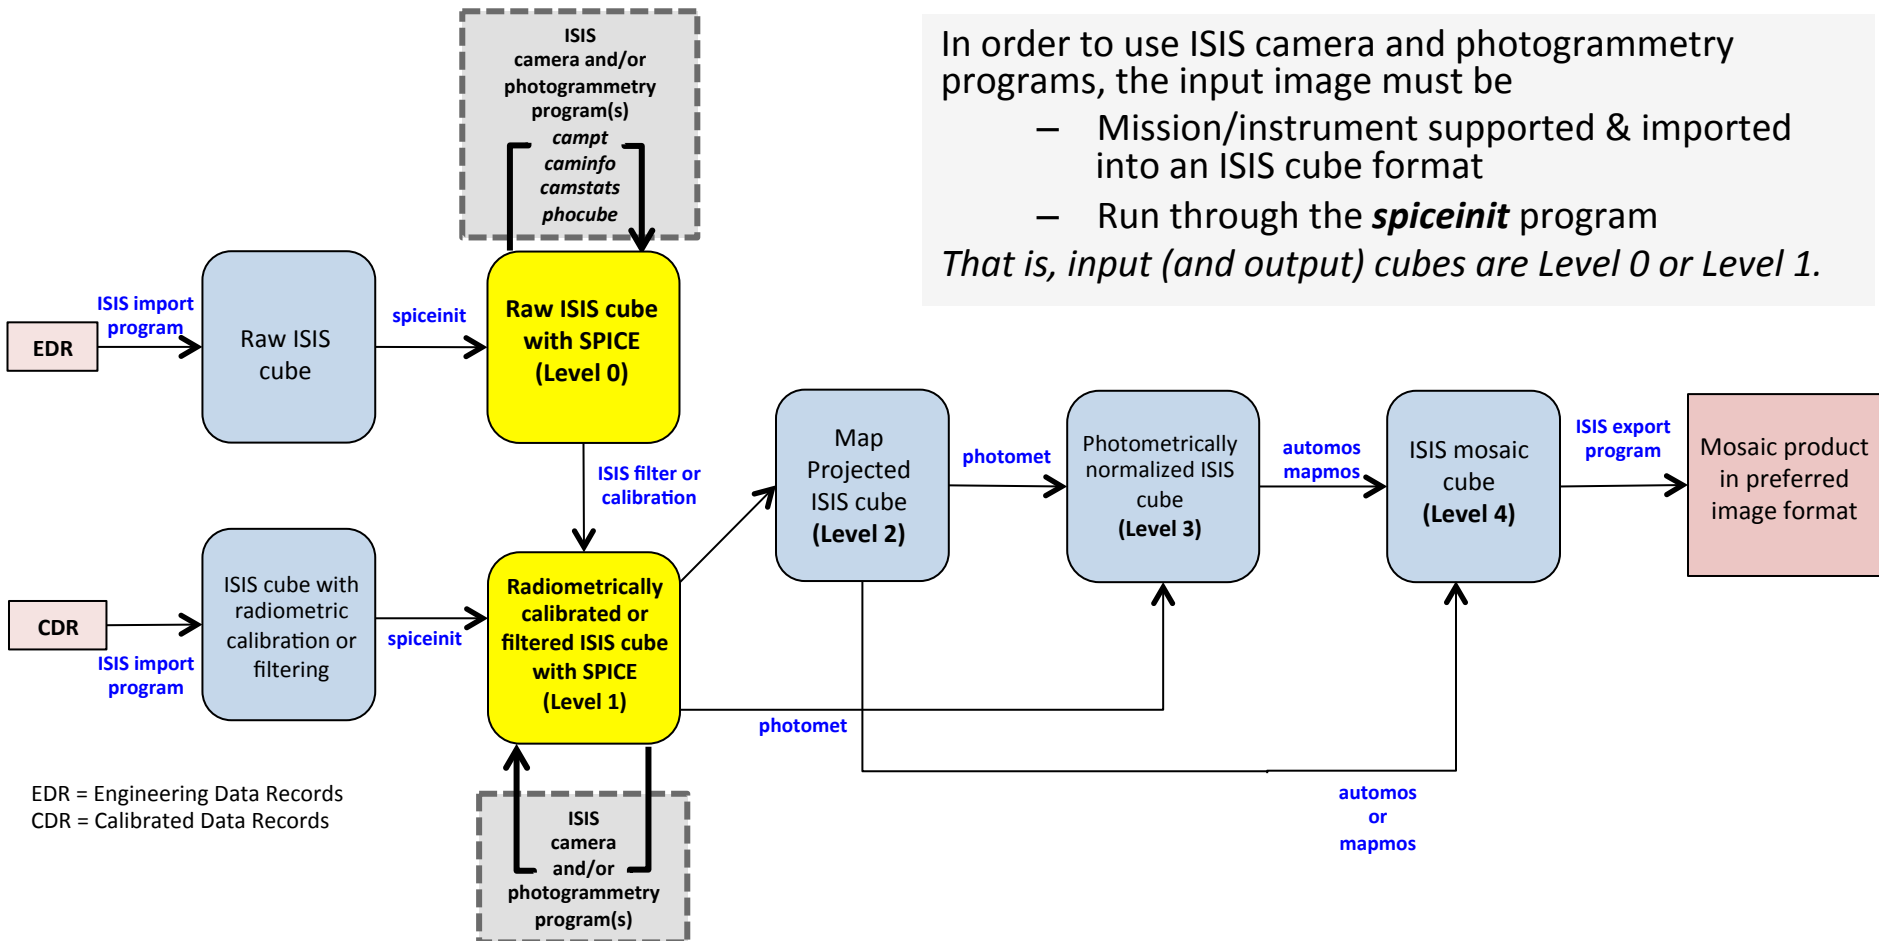 ISIS
camera and/or
photogrammetry
program(s)
campt
caminfo
camstats
phocube
In order to use ISIS camera and photogrammetry
programs, the input image must be
– Mission/instrument supported & imported
into an ISIS cube format
– Run through the spiceinit program
That is, input (and output) cubes are Level 0 or Level 1.
EDR
ISIS import
program
Raw ISIS
cube
spiceinit
Raw ISIS cube
with SPICE
(Level 0)
ISIS filter or
calibration
CDR
ISIS import
program
ISIS cube with
radiometric
calibration or
filtering
spiceinit
Radiometrically
calibrated or
filtered ISIS cube
with SPICE
(Level 1)
Map
Projected
ISIS cube
(Level 2)
photomet
Photometrically
normalized ISIS
cube
(Level 3)
automos
mapmos
ISIS mosaic
cube
(Level 4)
ISIS export
program
Mosaic product
in preferred
image format
photomet
automos
or
mapmos
EDR = Engineering Data Records
CDR = Calibrated Data Records
ISIS
camera
and/or
photogrammetry
program(s)